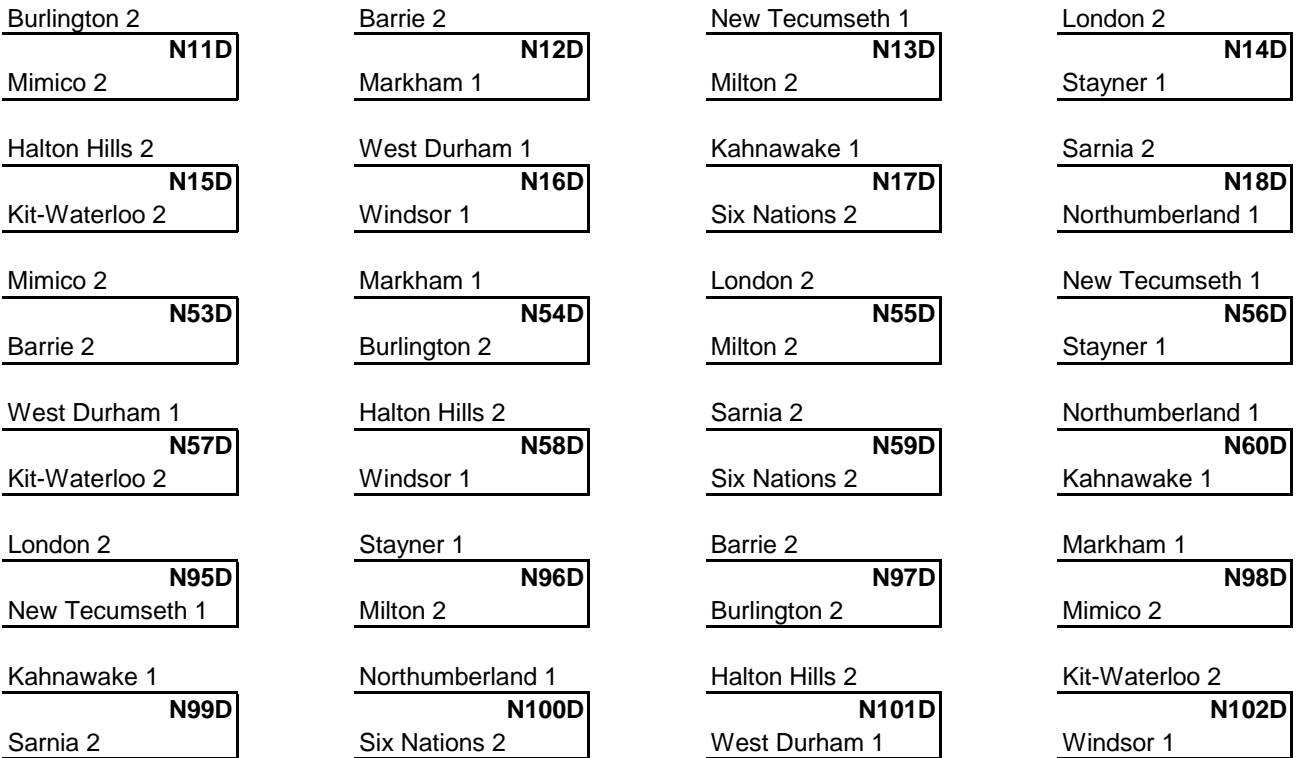 Burlington 2 Barrie 2 New Tecumseth 1 London 2
N11D N12D N13D N14D
Mimico 2 Markham 1 Milton 2 Stayner 1
Halton Hills 2 West Durham 1 Kahnawake 1 Sarnia 2
N15D N16D N17D N18D
Kit-Waterloo 2 Windsor 1 Six Nations 2 Northumberland 1
Mimico 2 Markham 1 London 2 New Tecumseth 1
N53D N54D N55D N56D
Barrie 2 Burlington 2 Milton 2 Stayner 1
West Durham 1 Halton Hills 2 Sarnia 2 Northumberland 1
N57D N58D N59D N60D
Kit-Waterloo 2 Windsor 1 Six Nations 2 Kahnawake 1
London 2 Stayner 1 Barrie 2 Markham 1
N95D N96D N97D N98D
New Tecumseth 1 Milton 2 Burlington 2 Mimico 2
Kahnawake 1 Northumberland 1 Halton Hills 2 Kit-Waterloo 2
N99D N100D N101D N102D
Sarnia 2 Six Nations 2 West Durham 1 Windsor 1